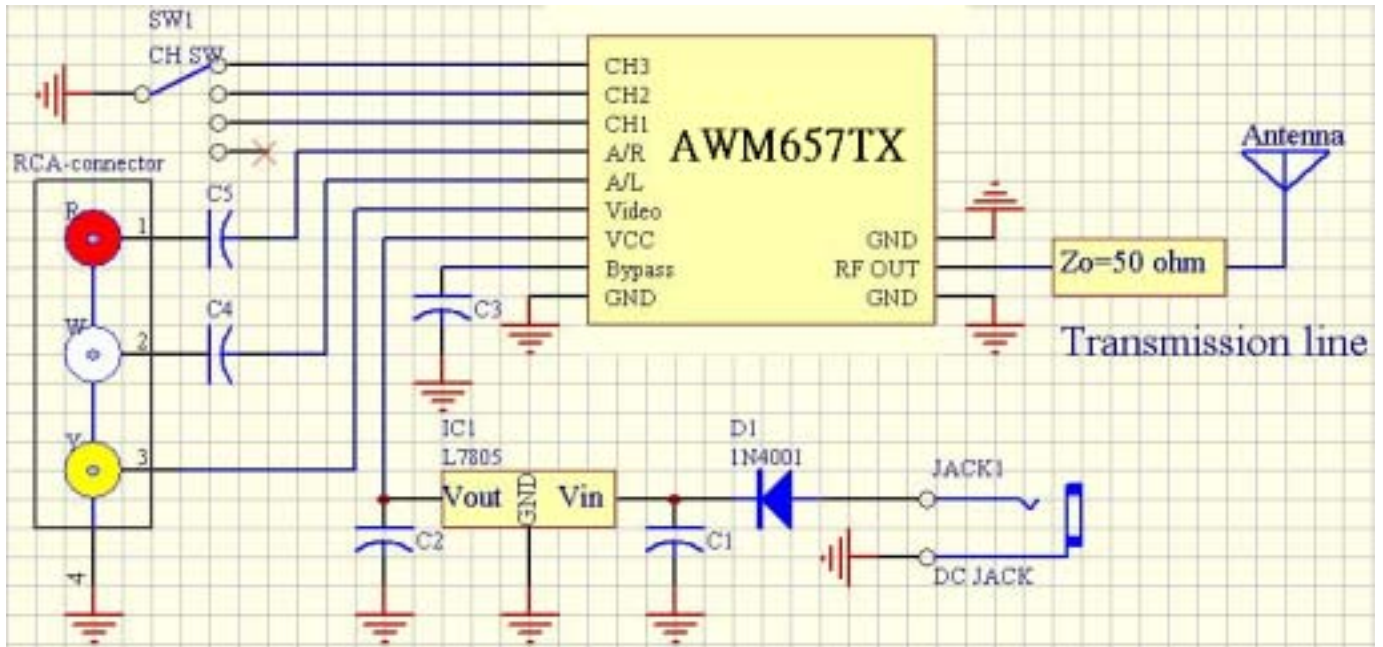 SW1
CH SW
CH3
CH2
CH1
A/R
A/L
Video
VCC
Bypass
GND
AWM657TX
GND
RF OUT
GND
Antenna
Zo=50 ohm
Transmission line
RCA-connector
R
1
C5
W
2
C4
Y
3
4
C3
IC1
L7805
Vout
GND
Vin
C2
C1
D1
1N4001
JACK1
DC JACK